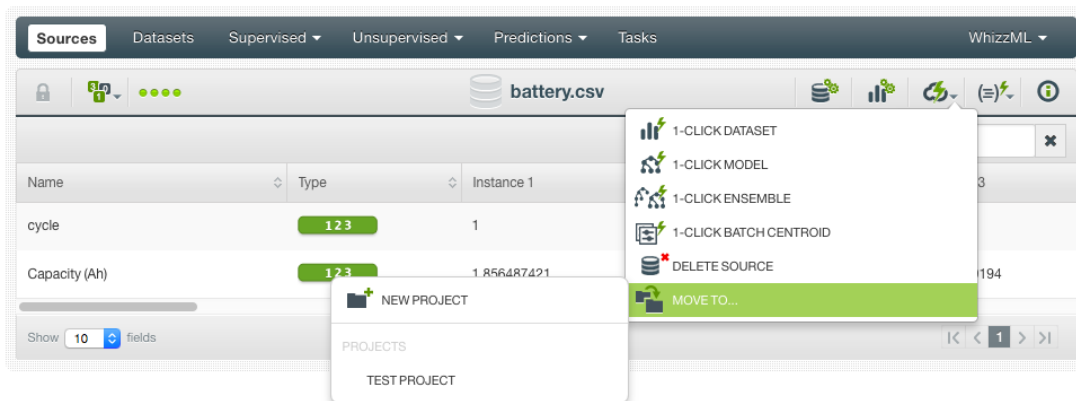 Sources Datasets Supervised Unsupervised Predictions Tasks WhizzML
battery.csv
1-CLICK DATASET
1-CLICK MODEL
1-CLICK ENSEMBLE
1-CLICK BATCH CENTROID
DELETE SOURCE
MOVE TO...
Name Type Instance 1 3
cycle 123 1
Capacity (Ah) 123 1.856487421 194
NEW PROJECT
PROJECTS
TEST PROJECT
Show 10 fields 1